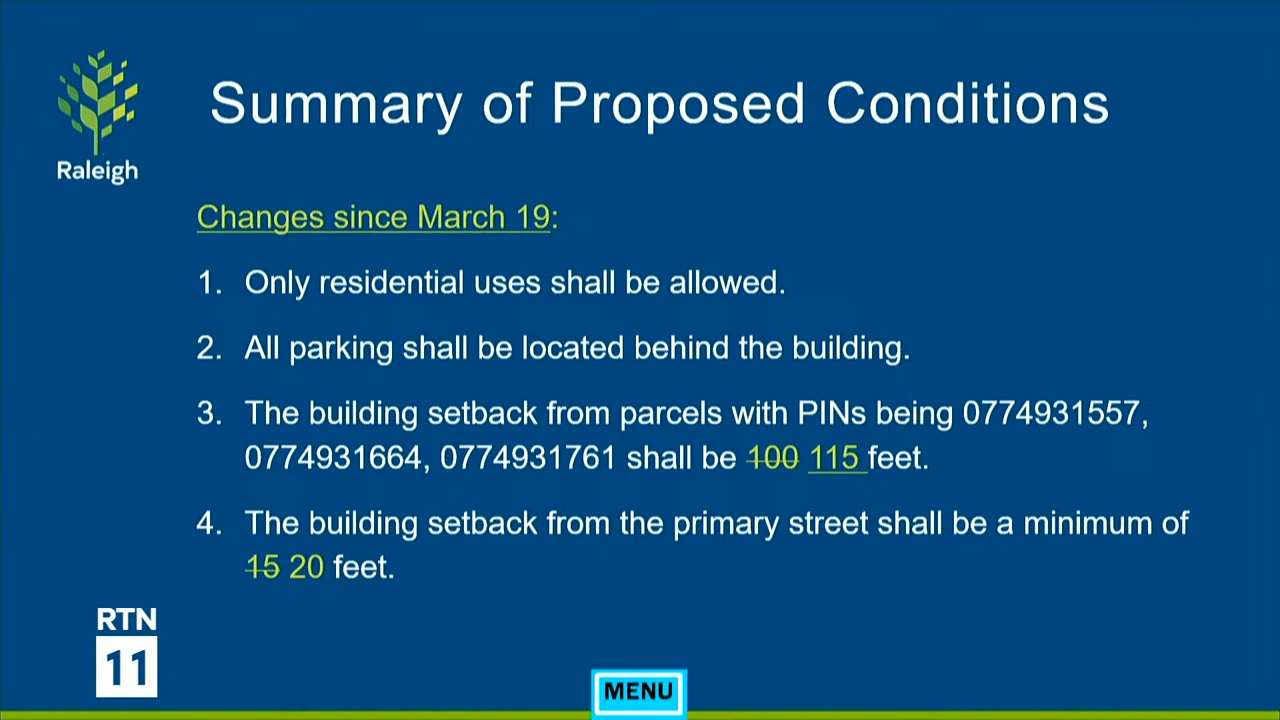 Raleigh
Summary of Proposed Conditions
Changes since March 19:
1. Only residential uses shall be allowed.
2. All parking shall be located behind the building.
3. The building setback from parcels with PINs being 0774931557,
0774931664, 0774931761 shall be 100 115 feet.
4. The building setback from the primary street shall be a minimum of
15 20 feet.
RTN
11
MENU